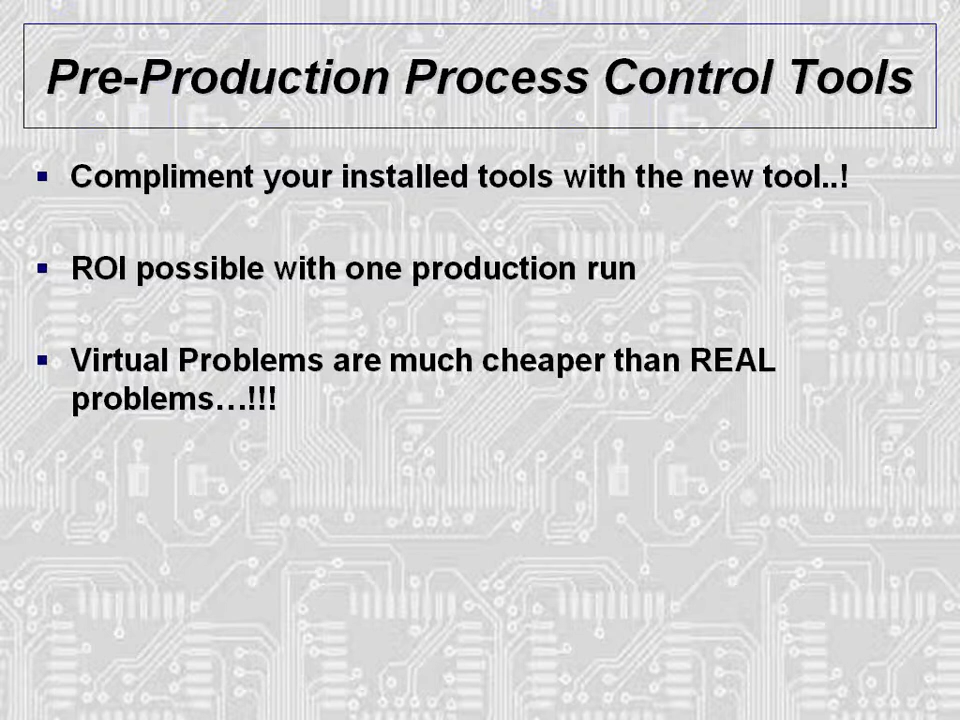 Pre-Production Process Control Tools
▪ Compliment your installed tools with the new tool..!
▪ ROI possible with one production run
▪ Virtual Problems are much cheaper than REAL
problems…!!!